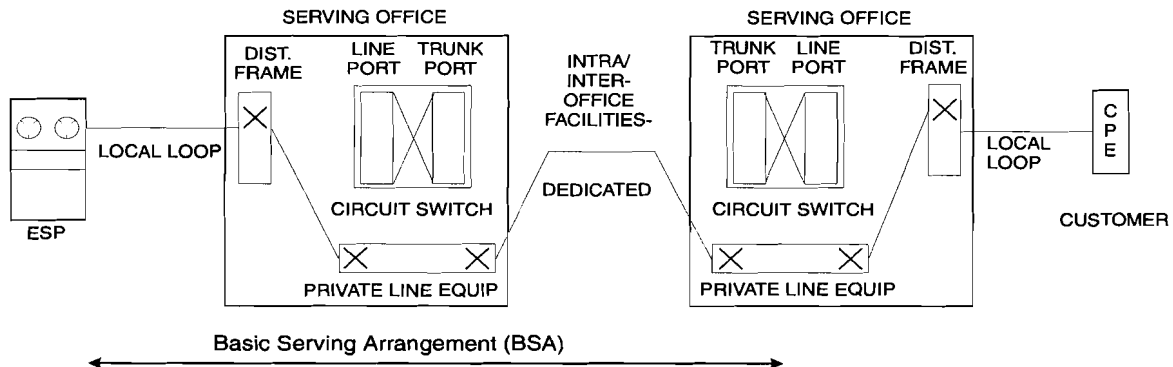 SERVING OFFICE
DIST.
FRAME
LINE
PORT
TRUNK
PORT
ESP
LOCAL LOOP
CIRCUIT SWITCH
PRIVATE LINE EQUIP
INTRA/
INTER-
OFFICE
FACILITIES-
DEDICATED
SERVING OFFICE
TRUNK
PORT
LINE
PORT
DIST.
FRAME
CIRCUIT SWITCH
PRIVATE LINE EQUIP
LOCAL
LOOP
C
P
E
CUSTOMER
Basic Serving Arrangement (BSA)